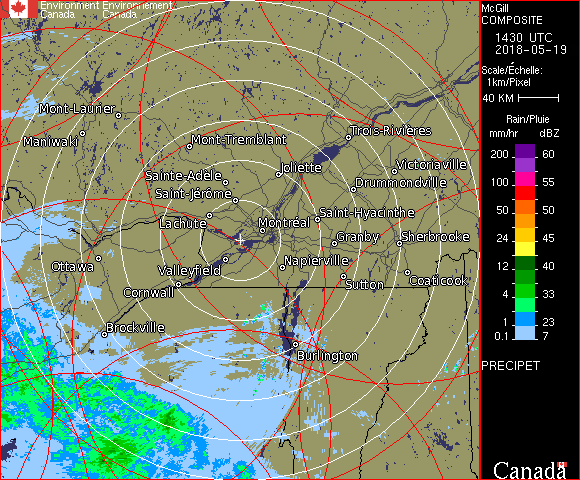 Environment Environnement
Canada Canada
McGill
COMPOSITE
1430 UTC
2018-05-19
Scale/Échelle:
1km/Pixel
40 KM
Rain/Pluie
mm/hr dBZ
200 60
100 55
50 50
24 45
12 40
4 33
1 23
0.1 7
PRECIPET
Canada
Mont-Laurier
Maniwaki
Mont-Tremblant
Trois-Rivières
Joliette
Victoriaville
Sainte-Adèle
Drummondville
Saint-Jérôme
Saint-Hyacinthe
Lachute
Montréal
Granby
Sherbrooke
Ottawa
Valleyfield
Napierville
Cornwall
Sutton
Coaticook
Brockville
Burlington